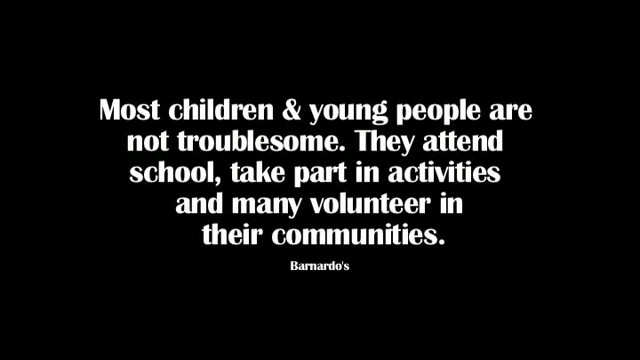 Most children & young people are
not troublesome. They attend
school, take part in activities
and many volunteer in
their communities.
Barnardo's